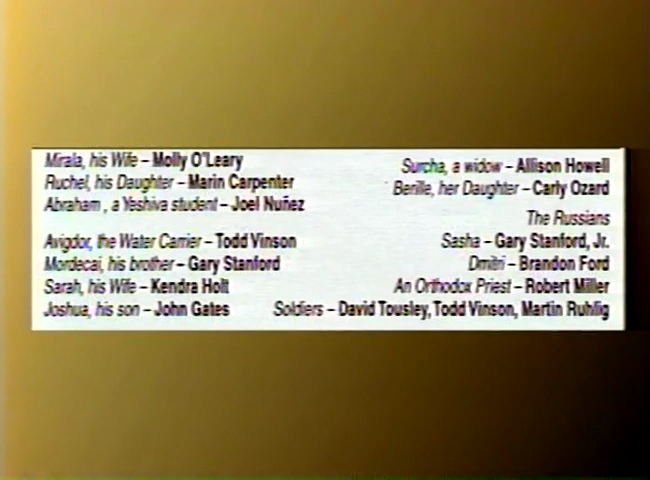 Mirala, his Wife – Molly O'Leary
Ruchel, his Daughter – Marin Carpenter
Abraham , a Yeshiva student – Joel Nuñez
Avigdor, the Water Carrier – Todd Vinson
Mordecai, his brother – Gary Stanford
Sarah, his Wife – Kendra Holt
Joshua, his son – John Gates
Surcha, a widow – Allison Howell
Berille, her Daughter – Carly Ozard
The Russians
Sasha – Gary Stanford, Jr.
Dmitri – Brandon Ford
An Orthodox Priest – Robert Miller
Soldiers – David Tousley, Todd Vinson, Martin Ruhlig